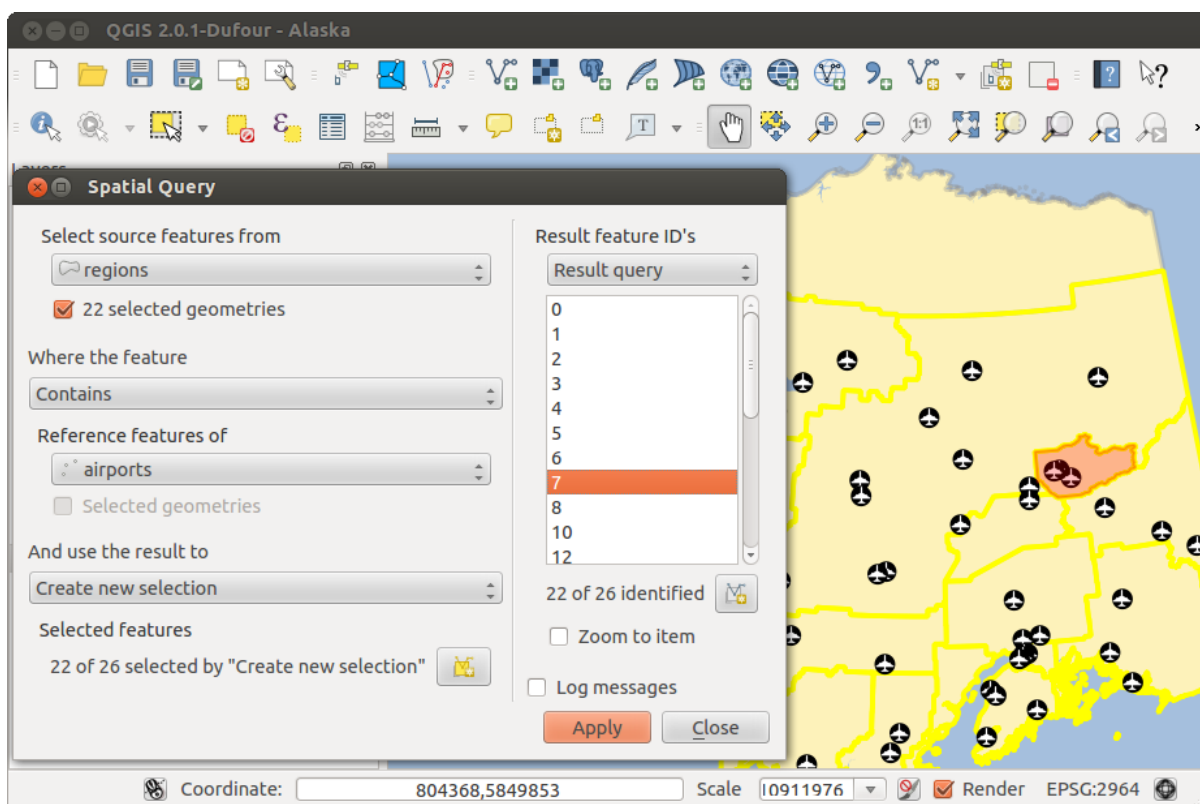 QGIS 2.0.1-Dufour - Alaska
Spatial Query
Select source features from
regions
22 selected geometries
Where the feature
Contains
Reference features of
airports
Selected geometries
And use the result to
Create new selection
Selected features
22 of 26 selected by "Create new selection"
Result feature ID's
Result query
0
1
2
3
4
5
6
7
8
10
12
22 of 26 identified
Zoom to item
Log messages
Apply
Close
Coordinate:
804368,5849853
Scale
10911976
Render
EPSG:2964